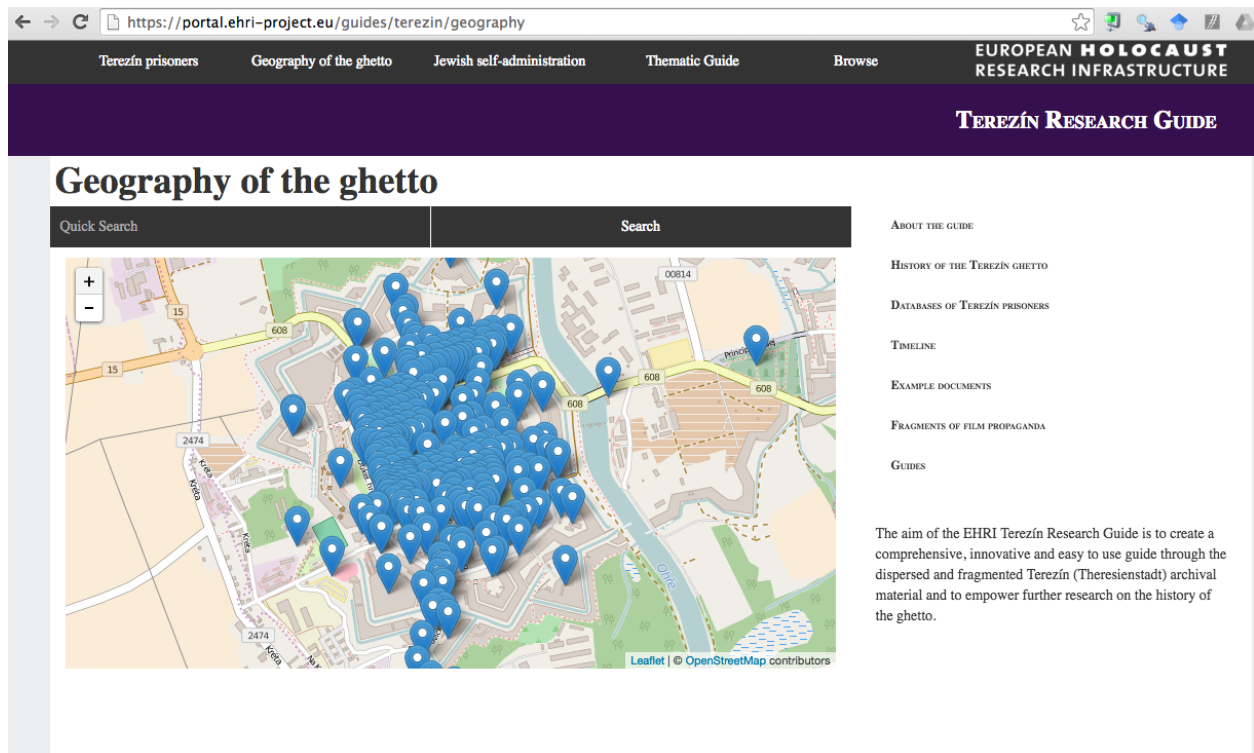 https://portal.ehri-project.eu/guides/terezin/geography
Terezín prisoners
Geography of the ghetto
Jewish self-administration
Thematic Guide
Browse
EUROPEAN HOLOCAUST
RESEARCH INFRASTRUCTURE
TEREZÍN RESEARCH GUIDE
Geography of the ghetto
Quick Search
Search
+
-
00814
15
608
15
608
608
608
2474
Kréta
Kréta
Kréta
Ohře
2474
Kréta
Leaflet | © OpenStreetMap contributors
ABOUT THE GUIDE
HISTORY OF THE TEREZÍN GHETTO
DATABASES OF TEREZÍN PRISONERS
TIMELINE
EXAMPLE DOCUMENTS
FRAGMENTS OF FILM PROPAGANDA
GUIDES
The aim of the EHRI Terezín Research Guide is to create a
comprehensive, innovative and easy to use guide through the
dispersed and fragmented Terezín (Theresienstadt) archival
material and to empower further research on the history of
the ghetto.